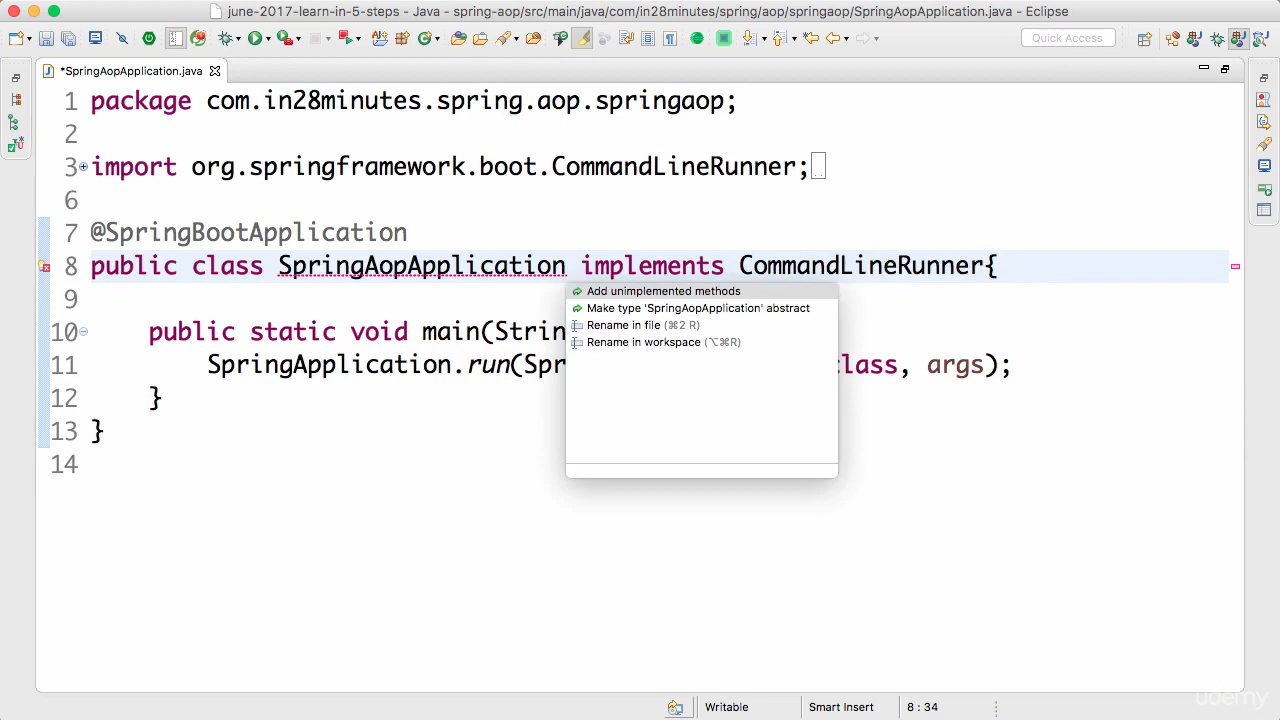 june-2017-learn-in-5-steps - Java - spring-aop/src/main/java/com/in28minutes/spring/aop/springaop/SpringAopApplication.java - Eclipse
Quick Access
*SpringAopApplication.java
1 package com.in28minutes.spring.aop.springaop;
2
3 import org.springframework.boot.CommandLineRunner;
6
7 @SpringBootApplication
8 public class SpringAopApplication implements CommandLineRunner{
9
Add unimplemented methods
Make type 'SpringAopApplication' abstract
Rename in file (⌘2 R)
Rename in workspace (⌥⌘R)
10 public static void main(Strin
11 SpringApplication.run(Spr lass, args);
12 }
13 }
14
Writable
Smart Insert
8 : 34
udemy